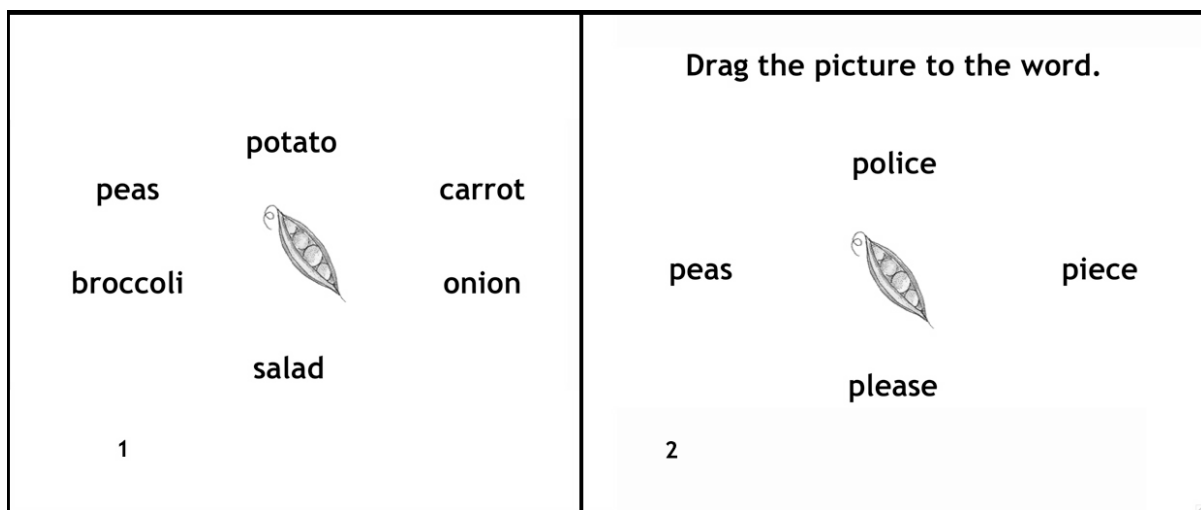 potato
peas
carrot
broccoli
onion
salad
1
Drag the picture to the word.
police
peas
piece
please
2